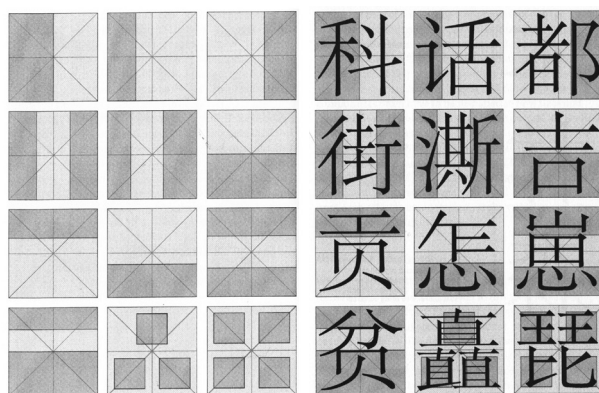 科 话 都
街 澌 吉
贡 怎 崽
贫 矗 琵